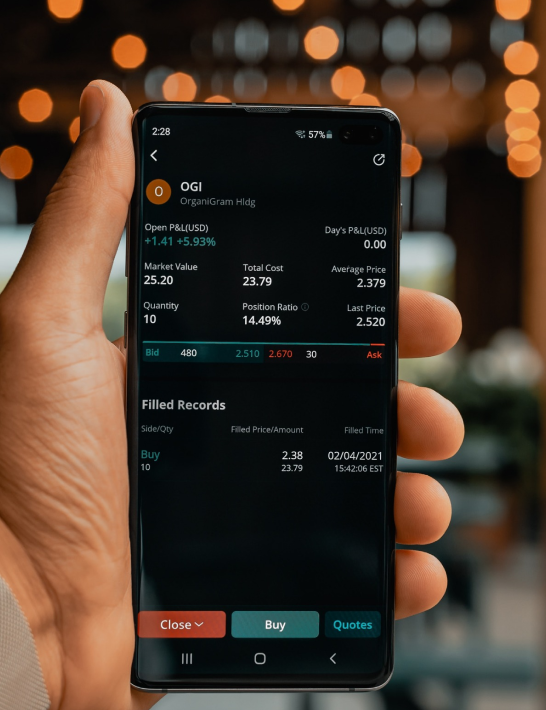 2:28 57%
O OGI
OrganiGram Hldg
Open P&L(USD) Day's P&L(USD)
+1.41 +5.93% 0.00
Market Value Total Cost Average Price
25.20 23.79 2.379
Quantity Position Ratio Last Price
10 14.49% 2.520
Bid 480 2.510 2.670 30 Ask
Filled Records
Side/Qty Filled Price/Amount Filled Time
Buy 2.38 02/04/2021
10 23.79 15:42:06 EST
Close Buy Quotes